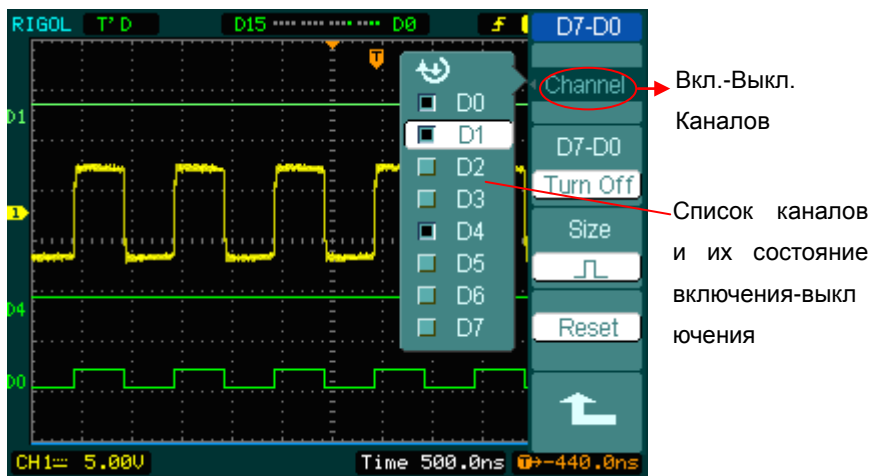 RIGOL T'D D15 D0 D7-D0
Channel
D7-D0
Turn Off
Size
Reset
D0
D1
D2
D3
D4
D5
D6
D7
T
D1
1
D4
D0
CH1 5.00V Time 500.0ns T→-440.0ns
Вкл.-Выкл.
Каналов
Список каналов
и их состояние
включения-выкл
ючения